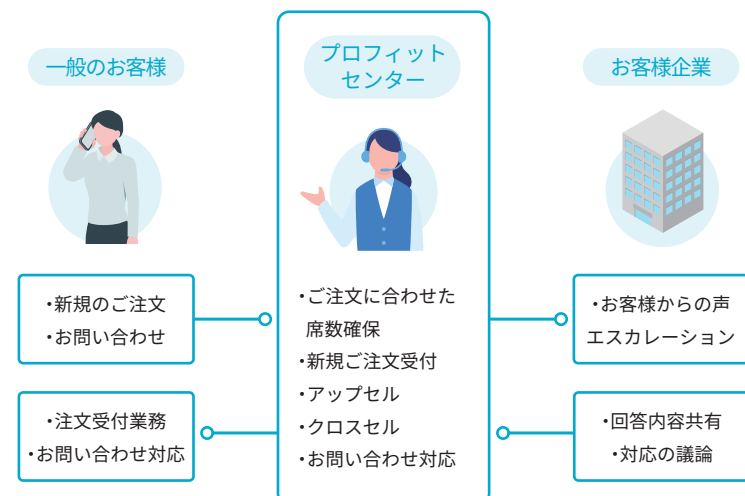 一般のお客様
・新規のご注文
・お問い合わせ
・注文受付業務
・お問い合わせ対応
プロフィット
センター
・ご注文に合わせた
席数確保
・新規ご注文受付
・アップセル
・クロスセル
・お問い合わせ対応
お客様企業
・お客様からの声
エスカレーション
・回答内容共有
・対応の議論